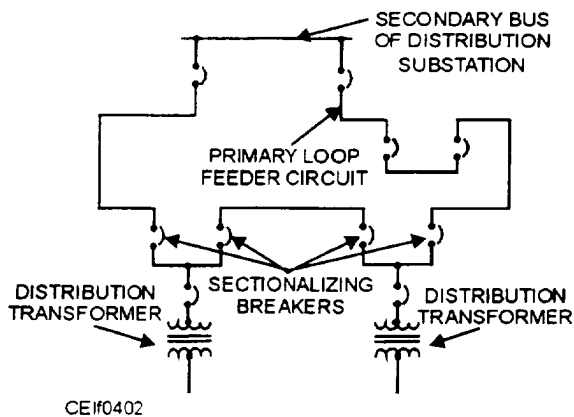 SECONDARY BUS
OF DISTRIBUTION
SUBSTATION
PRIMARY LOOP
FEEDER CIRCUIT
SECTIONALIZING
BREAKERS
DISTRIBUTION
TRANSFORMER
DISTRIBUTION
TRANSFORMER
CEIf0402